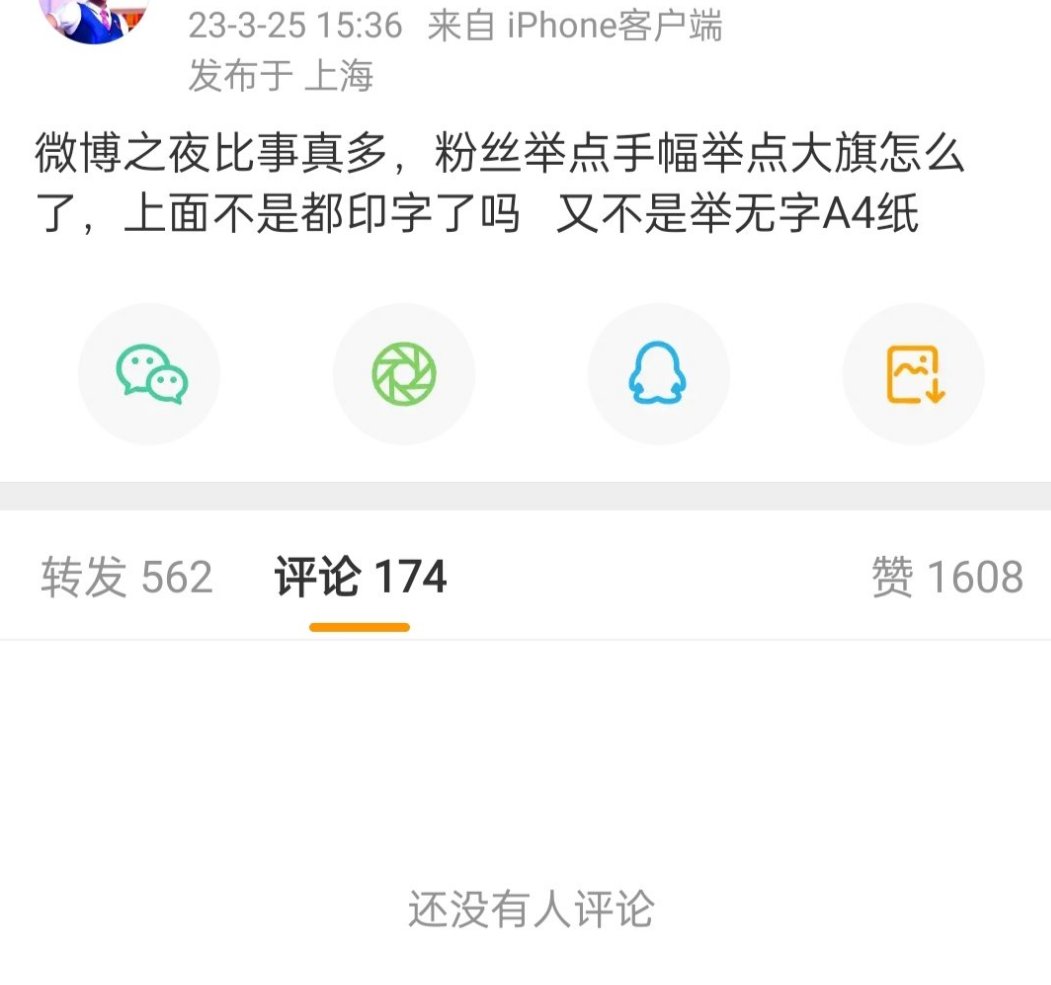 23-3-25 15:36 来自 iPhone客户端
发布于 上海
微博之夜比事真多，粉丝举点手幅举点大旗怎么
了，上面不是都印字了吗 又不是举无字A4纸
转发 562 评论 174 赞 1608
还没有人评论